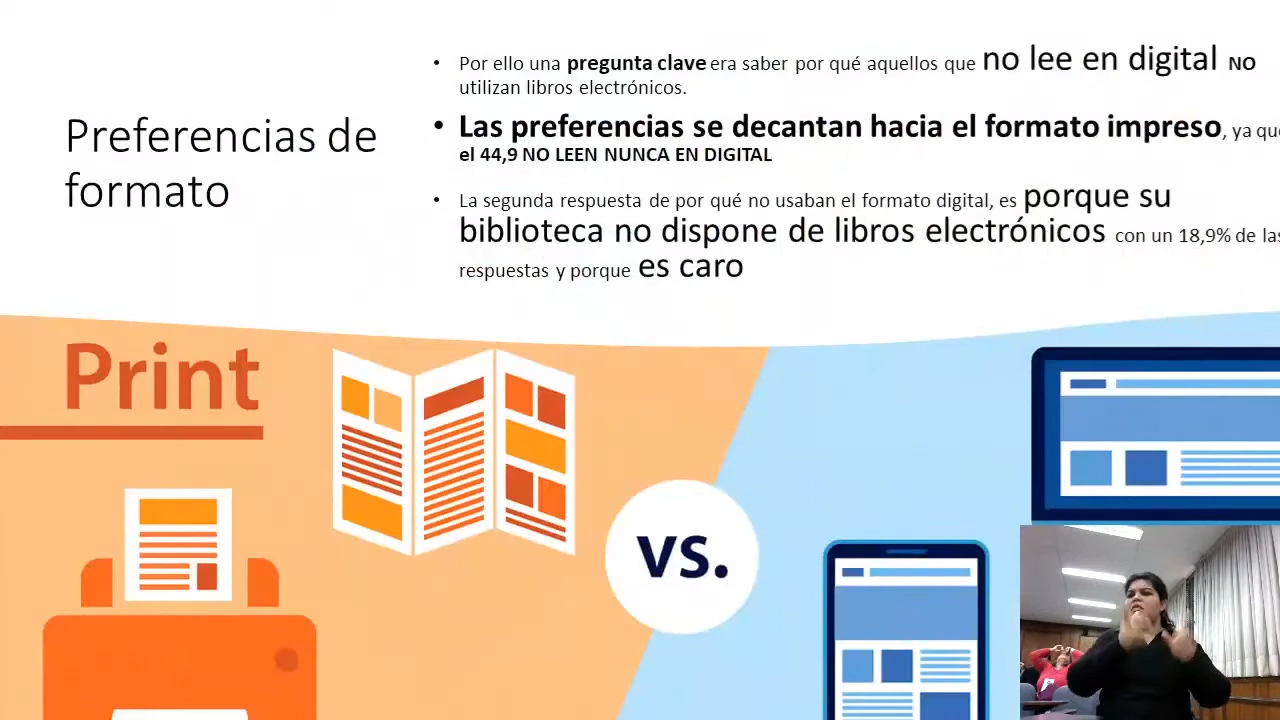 Preferencias de
formato
• Por ello una pregunta clave era saber por qué aquellos que no lee en digital NO
utilizan libros electrónicos.
• Las preferencias se decantan hacia el formato impreso, ya que
el 44,9 NO LEEN NUNCA EN DIGITAL
• La segunda respuesta de por qué no usaban el formato digital, es porque su
biblioteca no dispone de libros electrónicos con un 18,9% de las
respuestas y porque es caro
Print
vs.